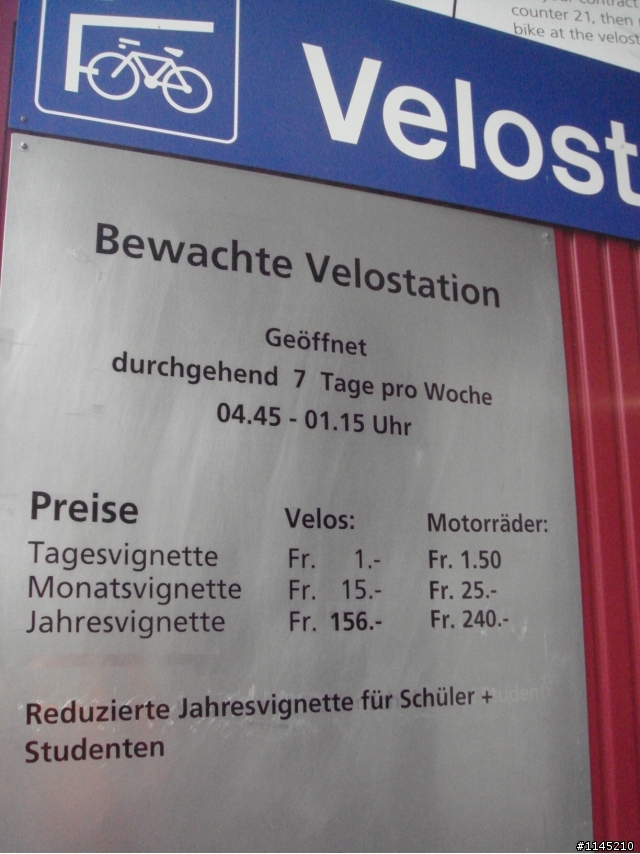 your contract
counter 21, then
bike at the velost
Velost
Bewachte Velostation
Geöffnet
durchgehend 7 Tage pro Woche
04.45 - 01.15 Uhr
Preise Velos: Motorräder:
Tagesvignette Fr. 1.- Fr. 1.50
Monatsvignette Fr. 15.- Fr. 25.-
Jahresvignette Fr. 156.- Fr. 240.-
Reduzierte Jahresvignette für Schüler +
Studenten
#1145210